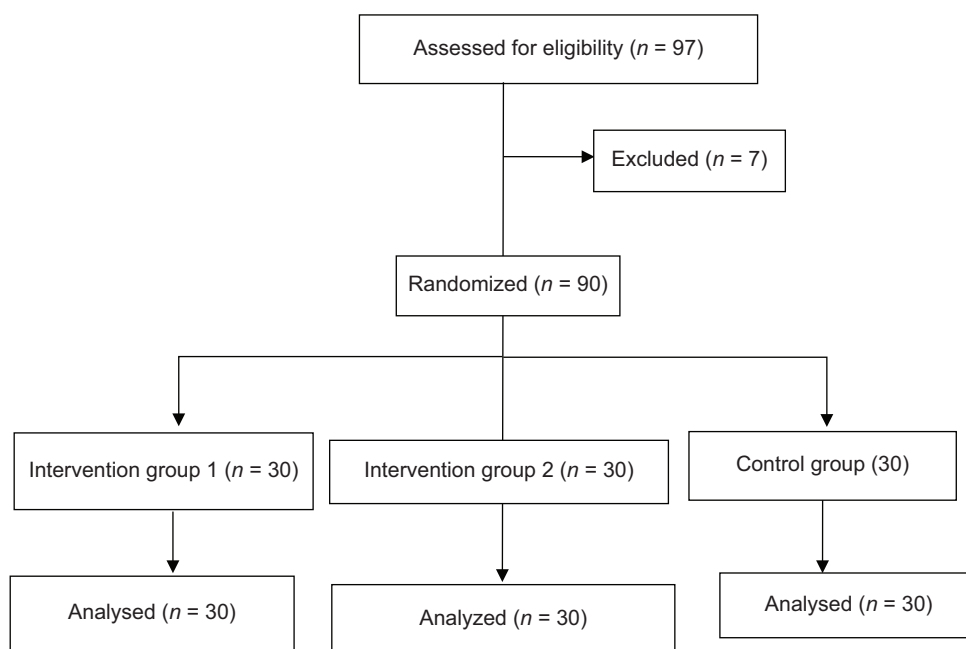 Assessed for eligibility (n = 97)
Excluded (n = 7)
Randomized (n = 90)
Intervention group 1 (n = 30)
Intervention group 2 (n = 30)
Control group (30)
Analysed (n = 30)
Analyzed (n = 30)
Analysed (n = 30)